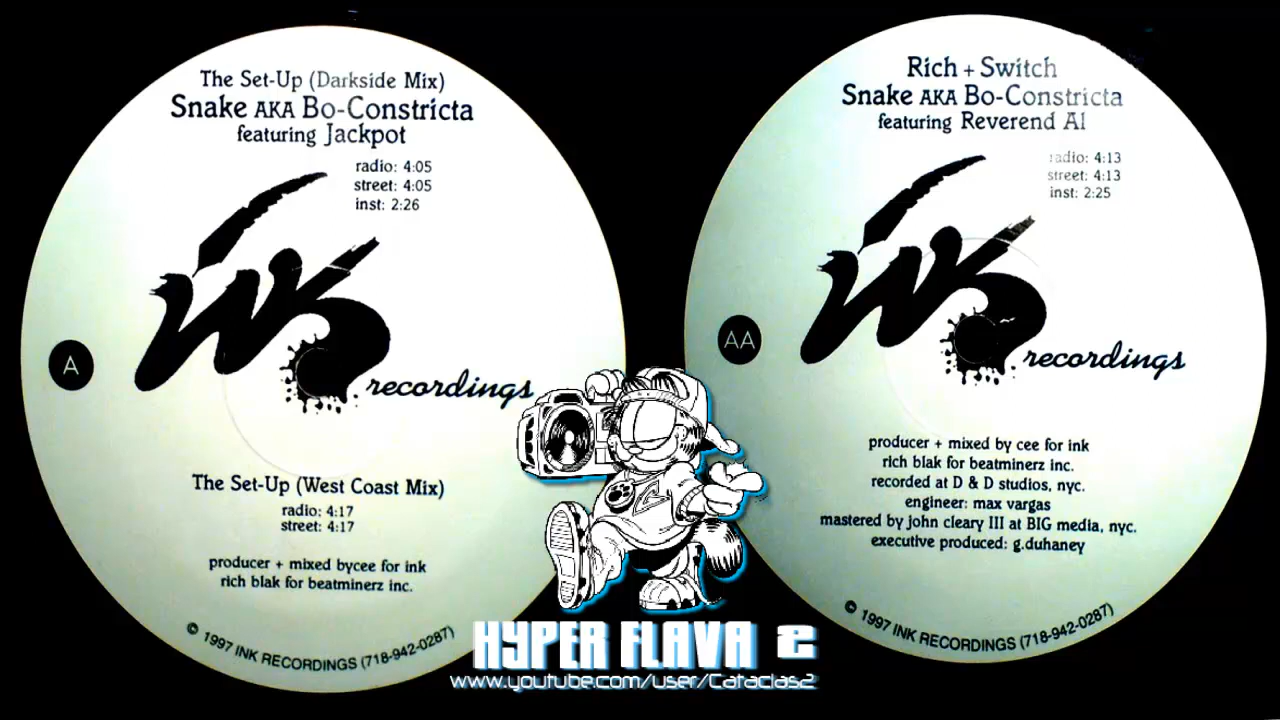 The Set-Up (Darkside Mix)
Snake AKA Bo-Constricta
featuring Jackpot
radio: 4:05
street: 4:05
inst: 2:26
ink
recordings
A
The Set-Up (West Coast Mix)
radio: 4:17
street: 4:17
producer + mixed bycee for ink
rich blak for beatminerz inc.
© 1997 INK RECORDINGS (718-942-0287)
Rich + Switch
Snake AKA Bo-Constricta
featuring Reverend Al
radio: 4:13
street: 4:13
inst: 2:25
ink
recordings
AA
producer + mixed by cee for ink
rich blak for beatminerz inc.
recorded at D & D studios, nyc.
engineer: max vargas
mastered by john cleary III at BIG media, nyc.
executive produced: g.duhaney
© 1997 INK RECORDINGS (718-942-0287)
HYPER FLAVA 2
www.youtube.com/user/Cataclas2